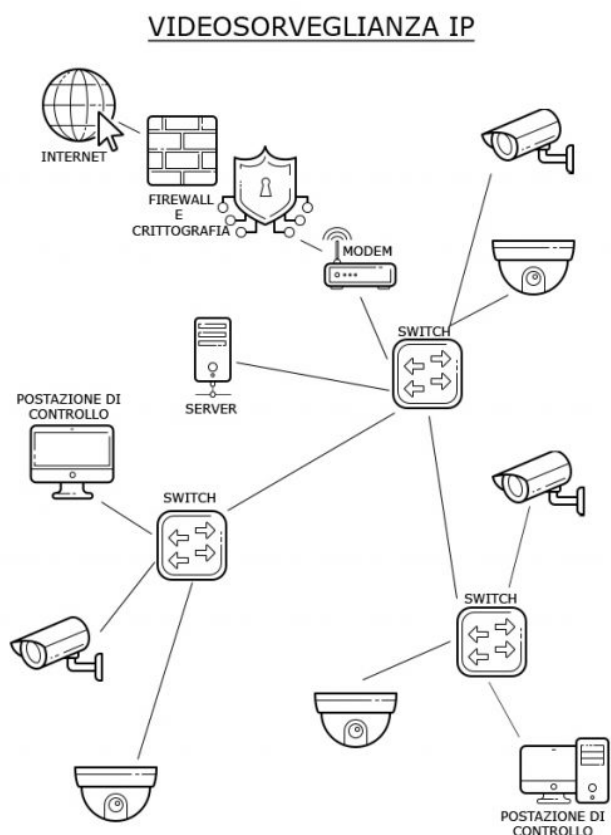 VIDEOSORVEGLIANZA IP
INTERNET
FIREWALL
E
CRITTOGRAFIA
MODEM
SWITCH
SERVER
POSTAZIONE DI
CONTROLLO
SWITCH
SWITCH
POSTAZIONE DI
CONTROLLO